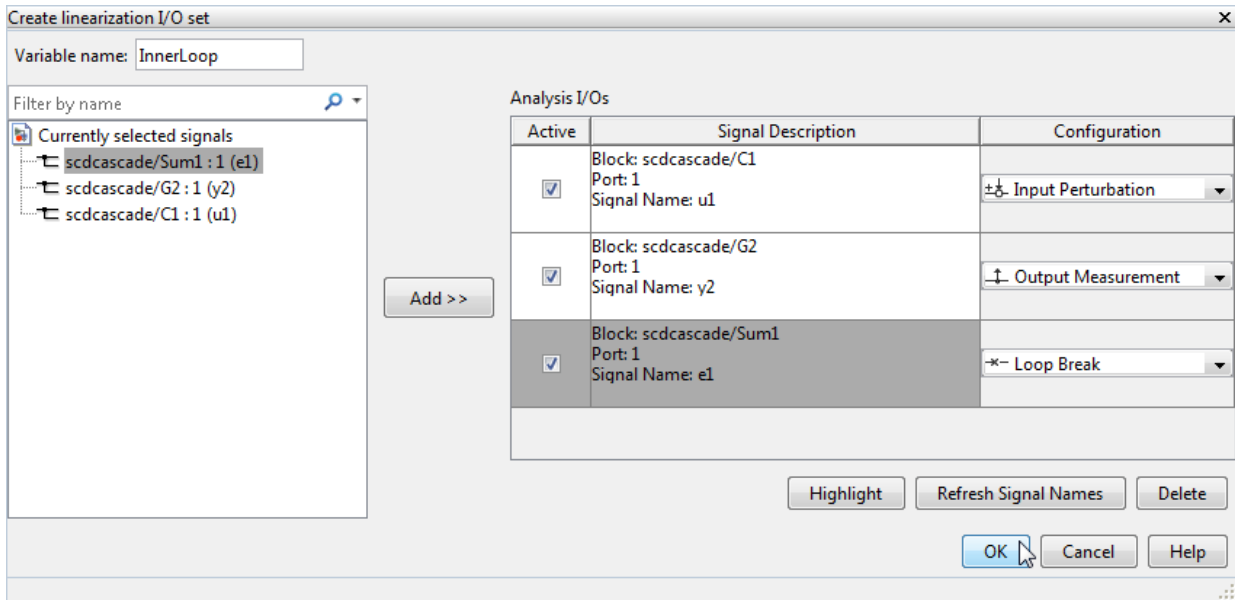 Create linearization I/O set
Variable name: InnerLoop
Filter by name
Currently selected signals
scdcascade/Sum1 : 1 (e1)
scdcascade/G2 : 1 (y2)
scdcascade/C1 : 1 (u1)
Add >>
Analysis I/Os
Active Signal Description Configuration
Block: scdcascade/C1
Port: 1
Signal Name: u1
Input Perturbation
Block: scdcascade/G2
Port: 1
Signal Name: y2
Output Measurement
Block: scdcascade/Sum1
Port: 1
Signal Name: e1
Loop Break
Highlight Refresh Signal Names Delete
OK Cancel Help